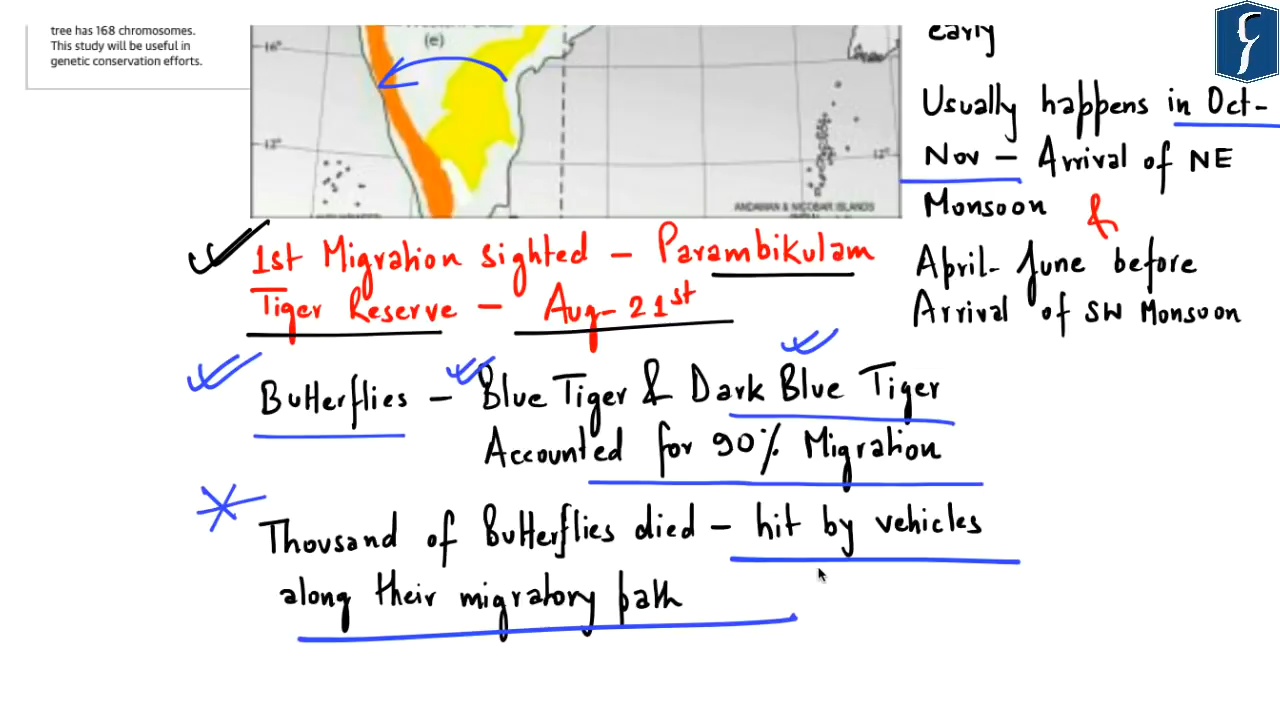 tree has 168 chromosomes.
This study will be useful in
genetic conservation efforts.
(e)
16°
12°
12°
ANDAMAN & NICOBAR ISLANDS
early
Usually happens in Oct-
Nov – Arrival of NE
Monsoon &
April- June before
Arrival of SW Monsoon
1st Migration sighted – Parambikulam
Tiger Reserve – Aug-21st
Butterflies – Blue Tiger & Dark Blue Tiger
Accounted for 90% Migration
Thousand of Butterflies died – hit by vehicles
along their migratory path